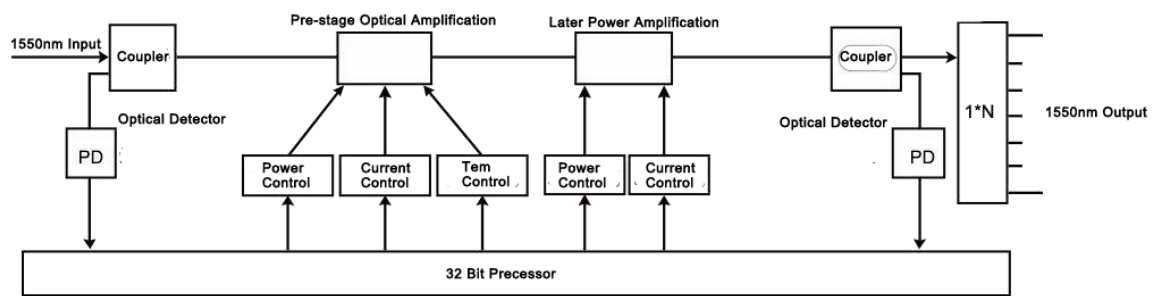 Pre-stage Optical Amplification
Later Power Amplification
1550nm Input
Coupler
Coupler
1*N
1550nm Output
Optical Detector
Optical Detector
PD
PD
Power
Control
Current
Control
Tem
Control
Power
Control
Current
Control
32 Bit Precessor